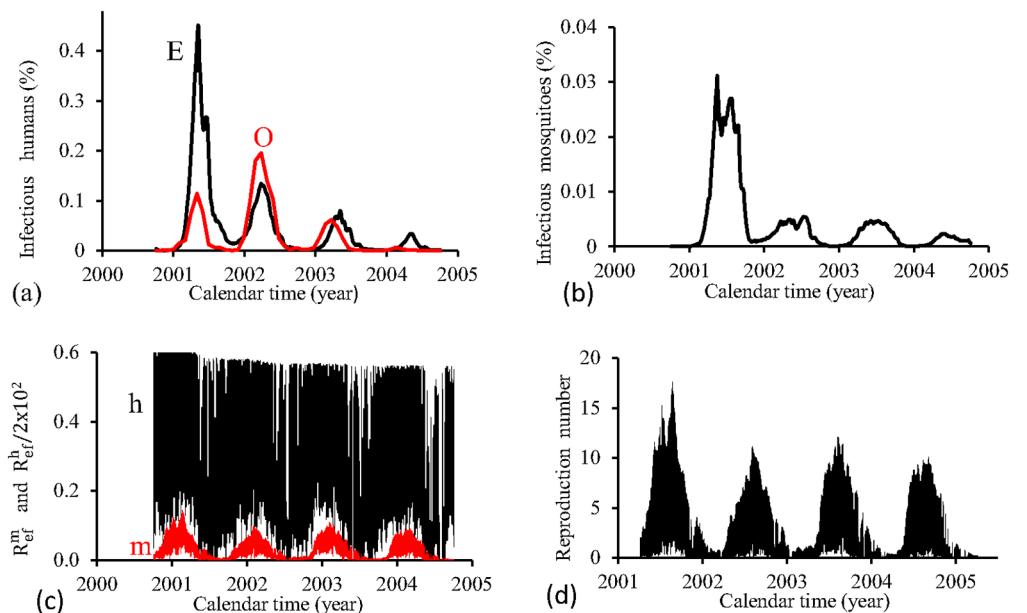 Infectious humans (%)
0.4
0.3
0.2
0.1
0
E
O
2000 2001 2002 2003 2004 2005
(a)
Calendar time (year)
Infectious mosquitoes (%)
0.04
0.03
0.02
0.01
0
2000 2001 2002 2003 2004 2005
(b)
Calendar time (year)
R_ef^m and R_ef^h/2x10^2
0.6
0.4
0.2
0.0
h
m
2000 2001 2002 2003 2004 2005
(c)
Calendar time (year)
Reproduction number
20
15
10
5
0
2001 2002 2003 2004 2005
(d)
Calendar time (year)